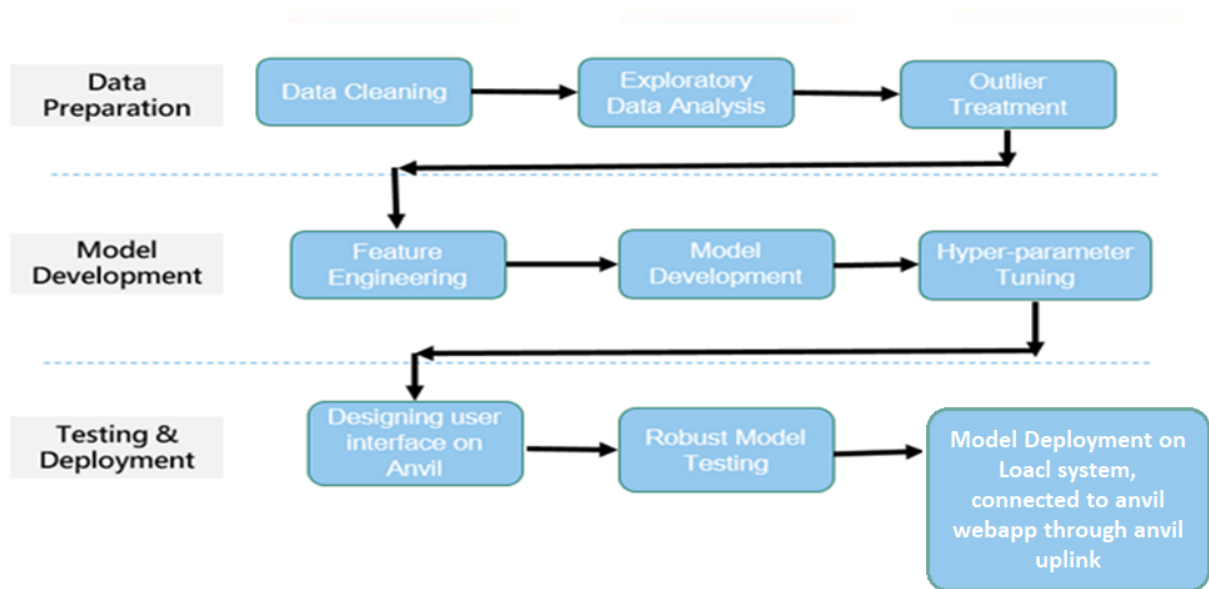 Data
Preparation
Data Cleaning
Exploratory
Data Analysis
Outlier
Treatment
Model
Development
Feature
Engineering
Model
Development
Hyper-parameter
Tuning
Testing &
Deployment
Designing user
interface on
Anvil
Robust Model
Testing
Model Deployment on
Loacl system,
connected to anvil
webapp through anvil
uplink